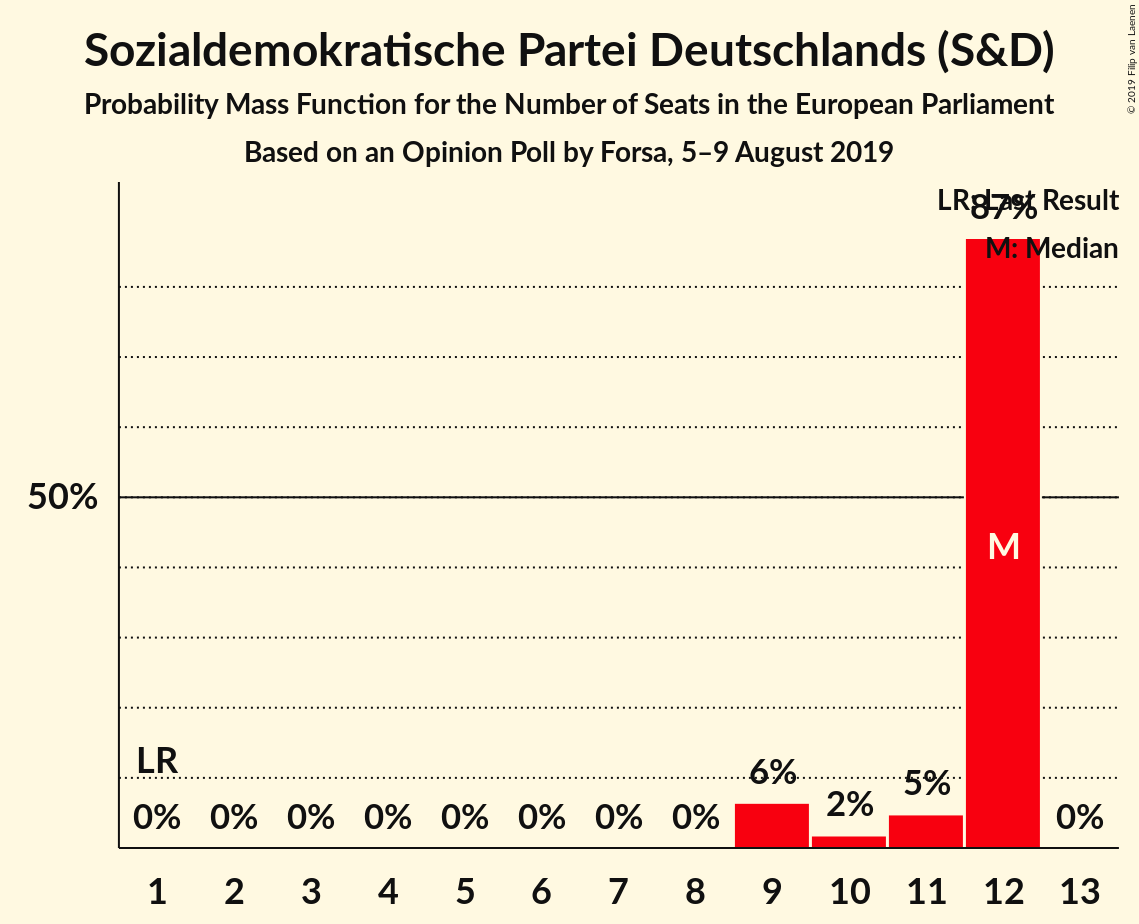 Sozialdemokratische Partei Deutschlands (S&D)
Probability Mass Function for the Number of Seats in the European Parliament
Based on an Opinion Poll by Forsa, 5–9 August 2019
© 2019 Filip van Laenen
LR: Last Result
87%
M: Median
50%
M
LR
6%
5%
2%
0% 0% 0% 0% 0% 0% 0% 0% 0%
1 2 3 4 5 6 7 8 9 10 11 12 13